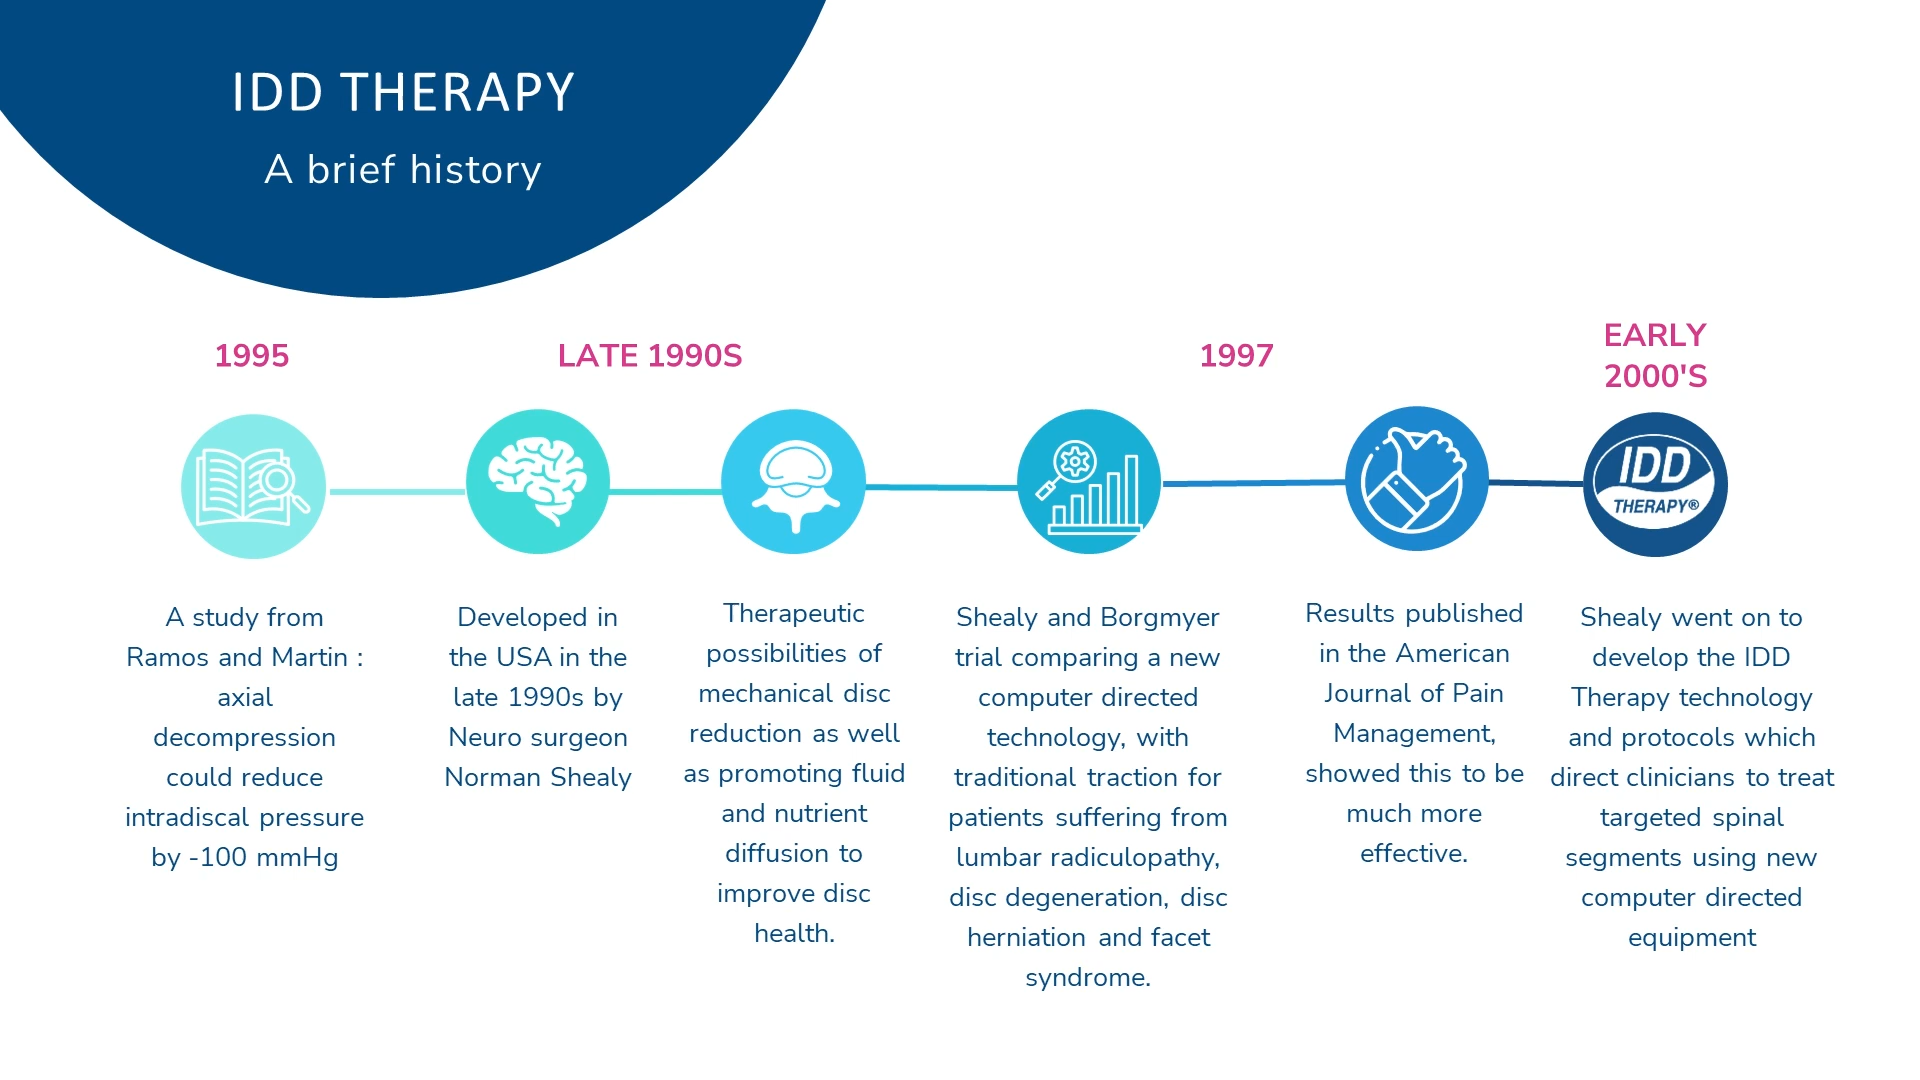 IDD THERAPY
A brief history
1995
A study from
Ramos and Martin :
axial
decompression
could reduce
intradiscal pressure
by -100 mmHg
LATE 1990S
Developed in
the USA in the
late 1990s by
Neuro surgeon
Norman Shealy
Therapeutic
possibilities of
mechanical disc
reduction as well
as promoting fluid
and nutrient
diffusion to
improve disc
health.
1997
Shealy and Borgmyer
trial comparing a new
computer directed
technology, with
traditional traction for
patients suffering from
lumbar radiculopathy,
disc degeneration, disc
herniation and facet
syndrome.
Results published
in the American
Journal of Pain
Management,
showed this to be
much more
effective.
EARLY
2000'S
IDD
THERAPY®
Shealy went on to
develop the IDD
Therapy technology
and protocols which
direct clinicians to treat
targeted spinal
segments using new
computer directed
equipment